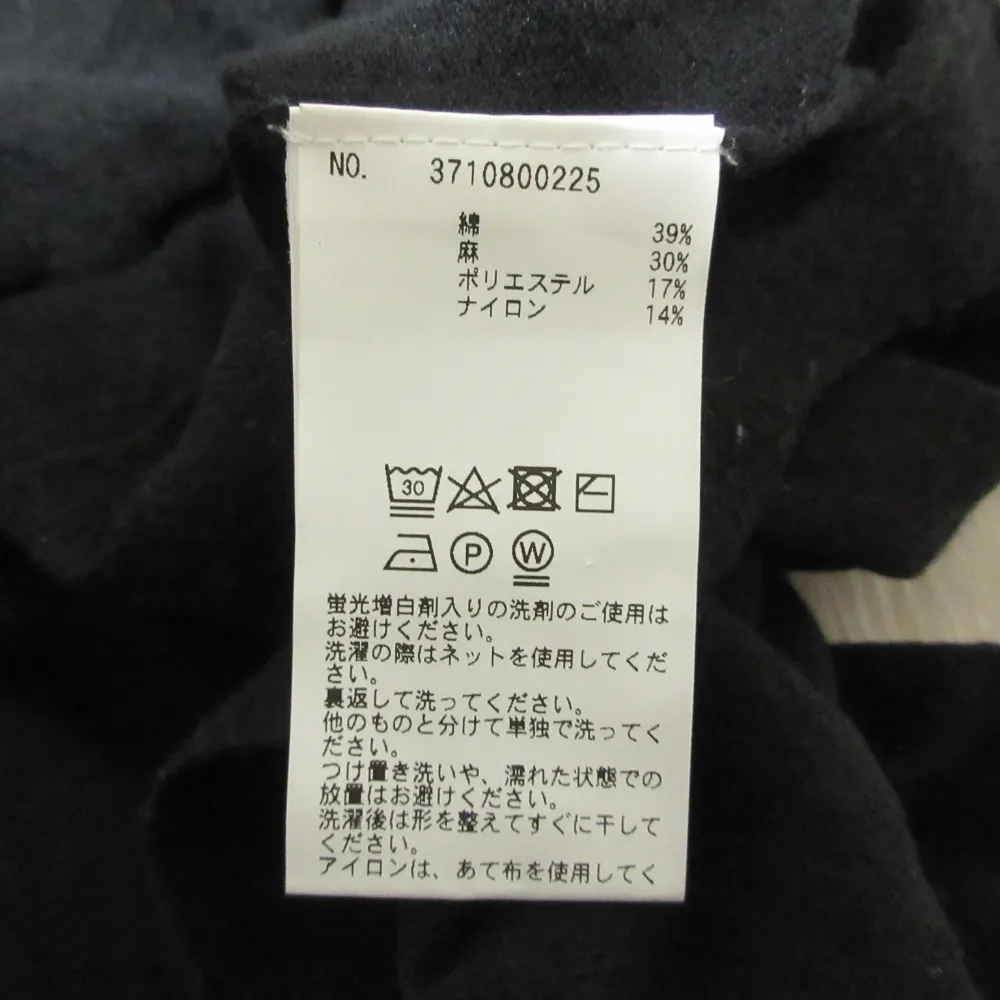 NO. 3710800225
綿 39%
麻 30%
ポリエステル 17%
ナイロン 14%
30
P W
蛍光増白剤入りの洗剤のご使用は
お避けください。
洗濯の際はネットを使用してくだ
さい。
裏返して洗ってください。
他のものと分けて単独で洗ってく
ださい。
つけ置き洗いや、濡れた状態での
放置はお避けください。
洗濯後は形を整えてすぐに干して
ください。
アイロンは、あて布を使用してく